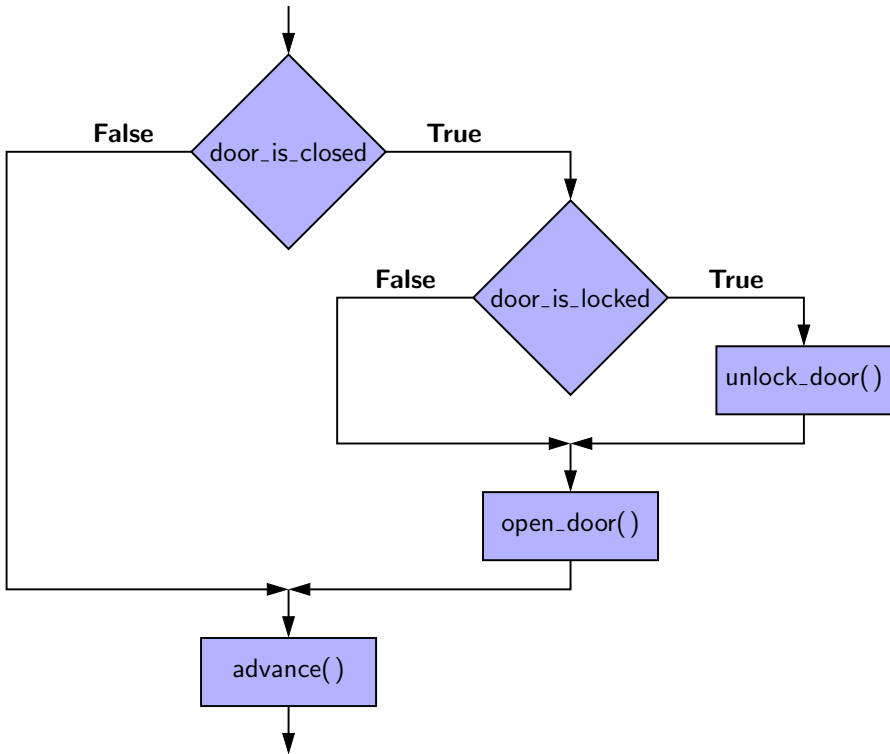 False
True
door_is_closed
False
True
door_is_locked
unlock_door()
open_door()
advance()